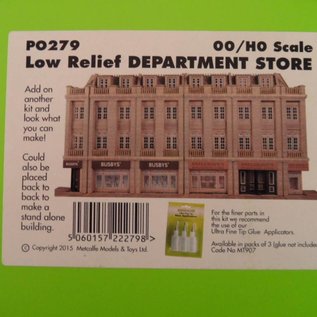 PO279
OO/HO Scale
Low Relief DEPARTMENT STORE
Add on
another
kit and
look what
you can
make!
Could
also be
placed
back to
back to
make a
stand alone
building.
BUSBYS'
BUSBYS'
5 060157 222798 >
© Copyright 2015 Metcalfe Models & Toys Ltd.
For the finer parts in
this kit we recommend
the use of our
Ultra Fine Tip Glue Applicators.
Available in packs of 3 (glue not included)
Code No MT907